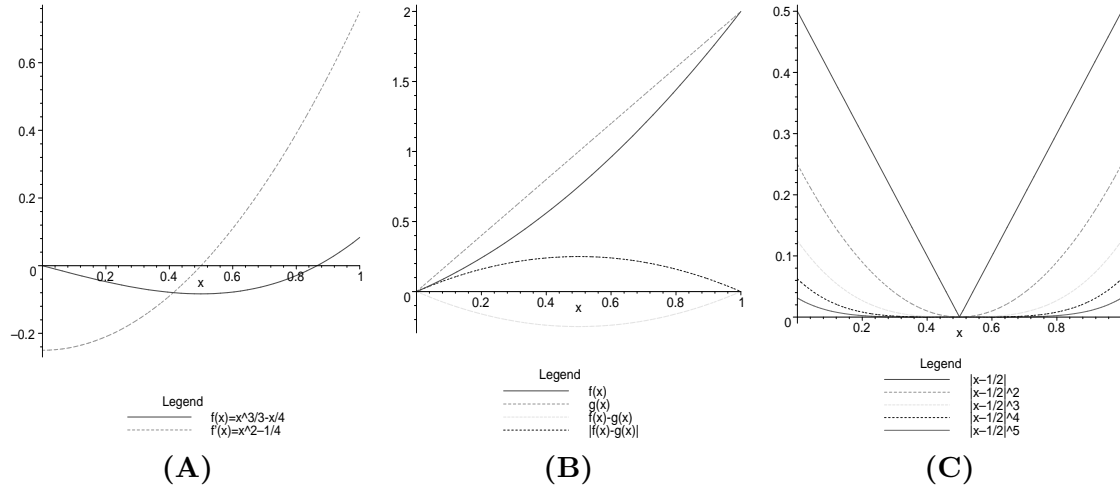 0.6
0.4
0.2
0
–0.2
0.2 0.4 0.6 0.8 1
x
Legend
f(x)=x^3/3-x/4
f'(x)=x^2–1/4
(A)
2
1.5
1
0.5
0
0.2 0.4 0.6 0.8 1
x
Legend
f(x)
g(x)
f(x)-g(x)
|f(x)-g(x)|
(B)
0.5
0.4
0.3
0.2
0.1
0
0.2 0.4 0.6 0.8
x
Legend
|x–1/2|
|x–1/2|^2
|x–1/2|^3
|x–1/2|^4
|x–1/2|^5
(C)